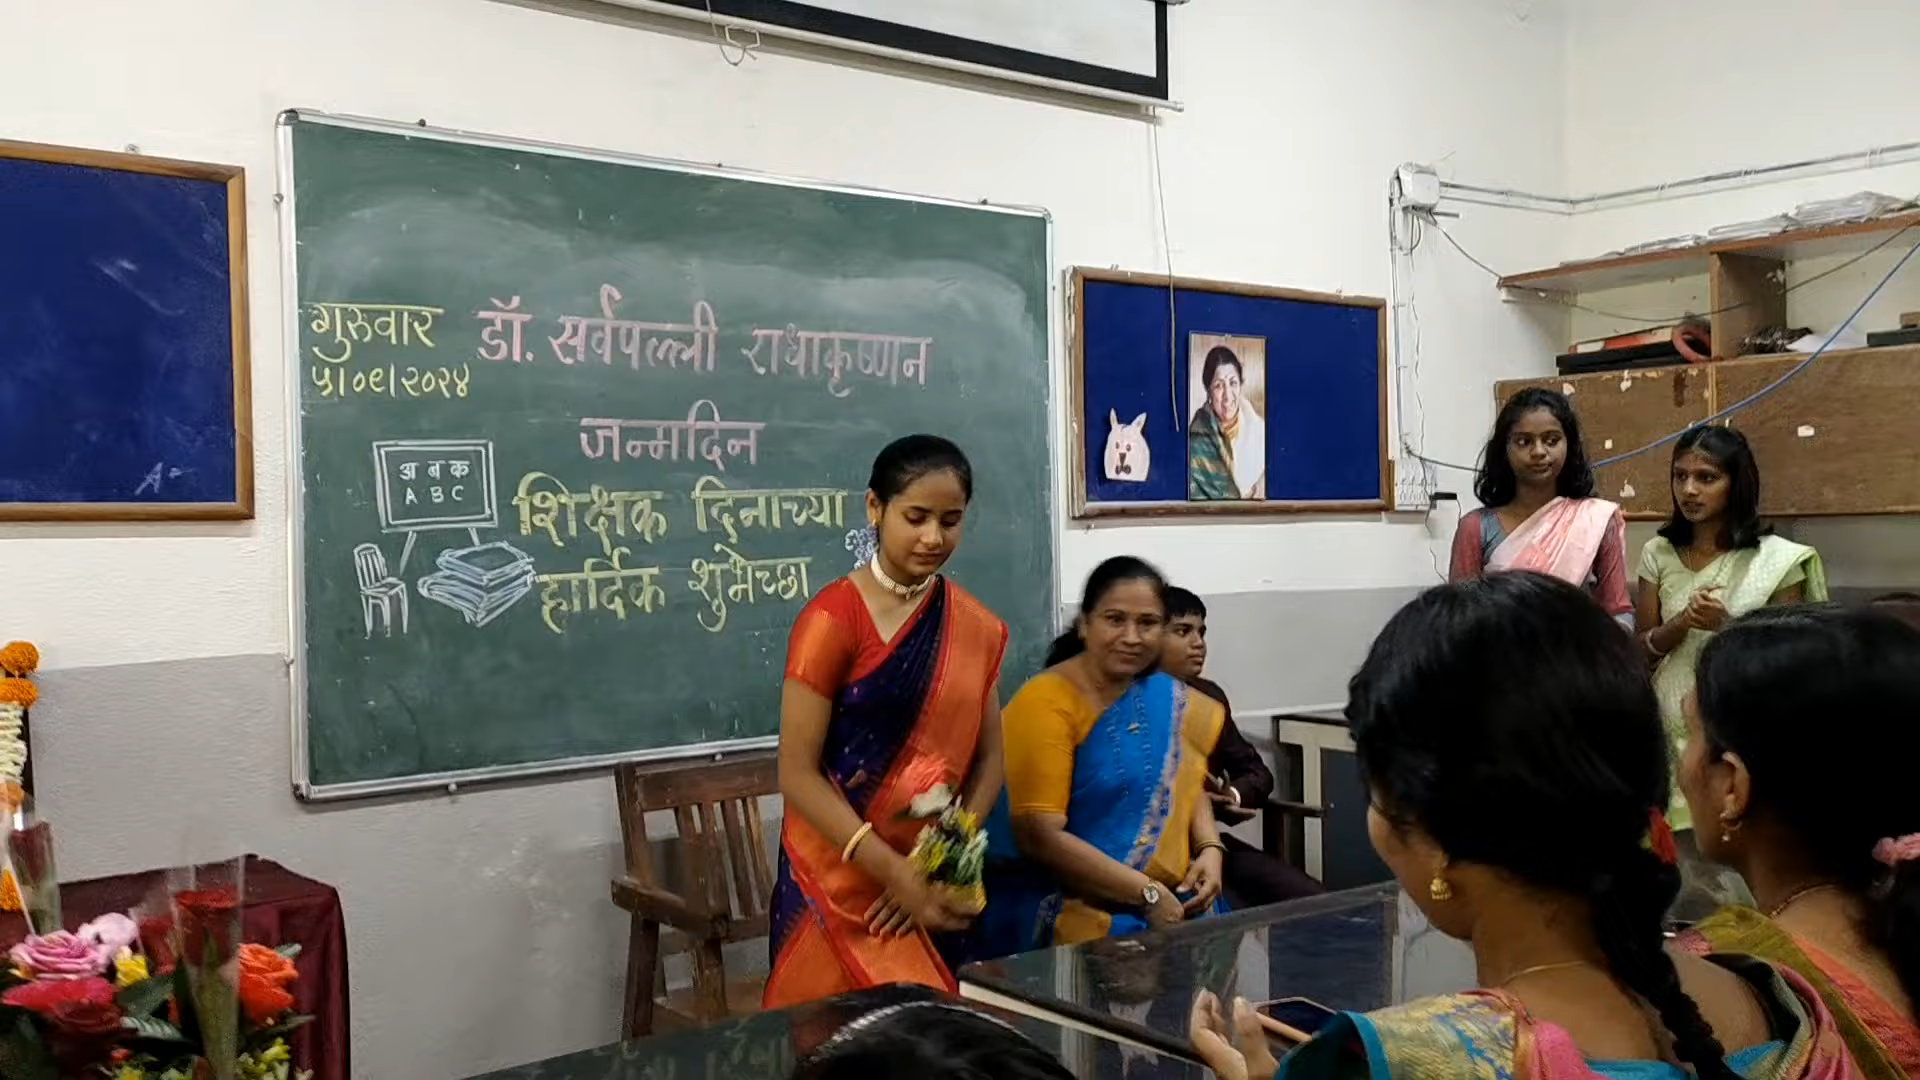 गुरुवार
५।०९।२०२४
डॉ. सर्वपल्ली राधाकृष्णन
जन्मदिन
अ ब क
A B C
शिक्षक दिनाच्या
हार्दिक शुभेच्छा
A=